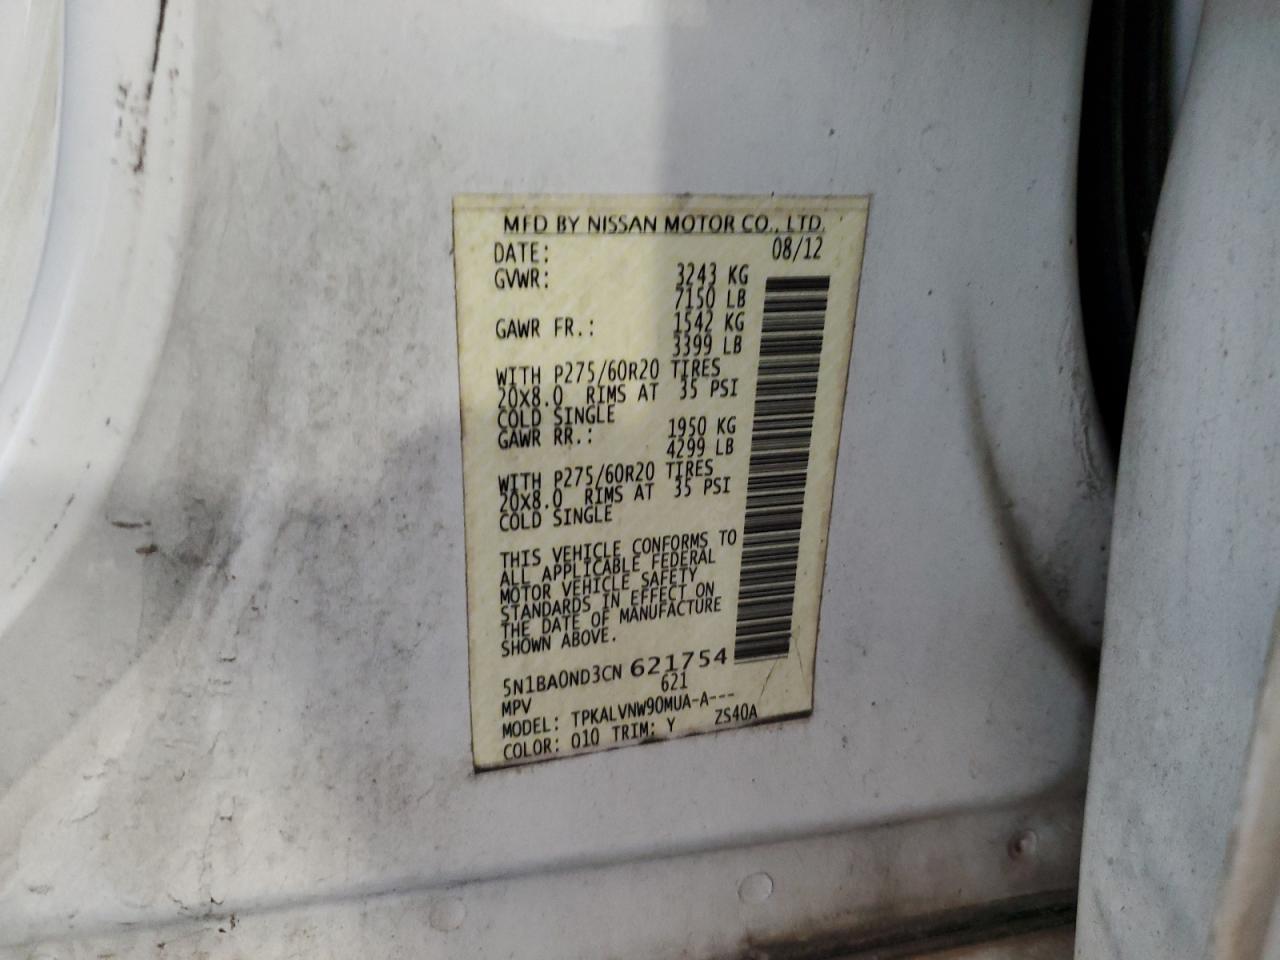 MFD BY NISSAN MOTOR CO., LTD.
DATE: 08/12
GVWR: 3243 KG
7150 LB
GAWR FR.: 1542 KG
3399 LB
WITH P275/60R20 TIRES
20X8.0 RIMS AT 35 PSI
COLD SINGLE
GAWR RR.: 1950 KG
4299 LB
WITH P275/60R20 TIRES
20X8.0 RIMS AT 35 PSI
COLD SINGLE
THIS VEHICLE CONFORMS TO
ALL APPLICABLE FEDERAL
MOTOR VEHICLE SAFETY
STANDARDS IN EFFECT ON
THE DATE OF MANUFACTURE
SHOWN ABOVE.
5N1BA0ND3CN 621754
MPV 621
MODEL: TPKALVNW90MUA-A---
COLOR: 010 TRIM: Y ZS40A